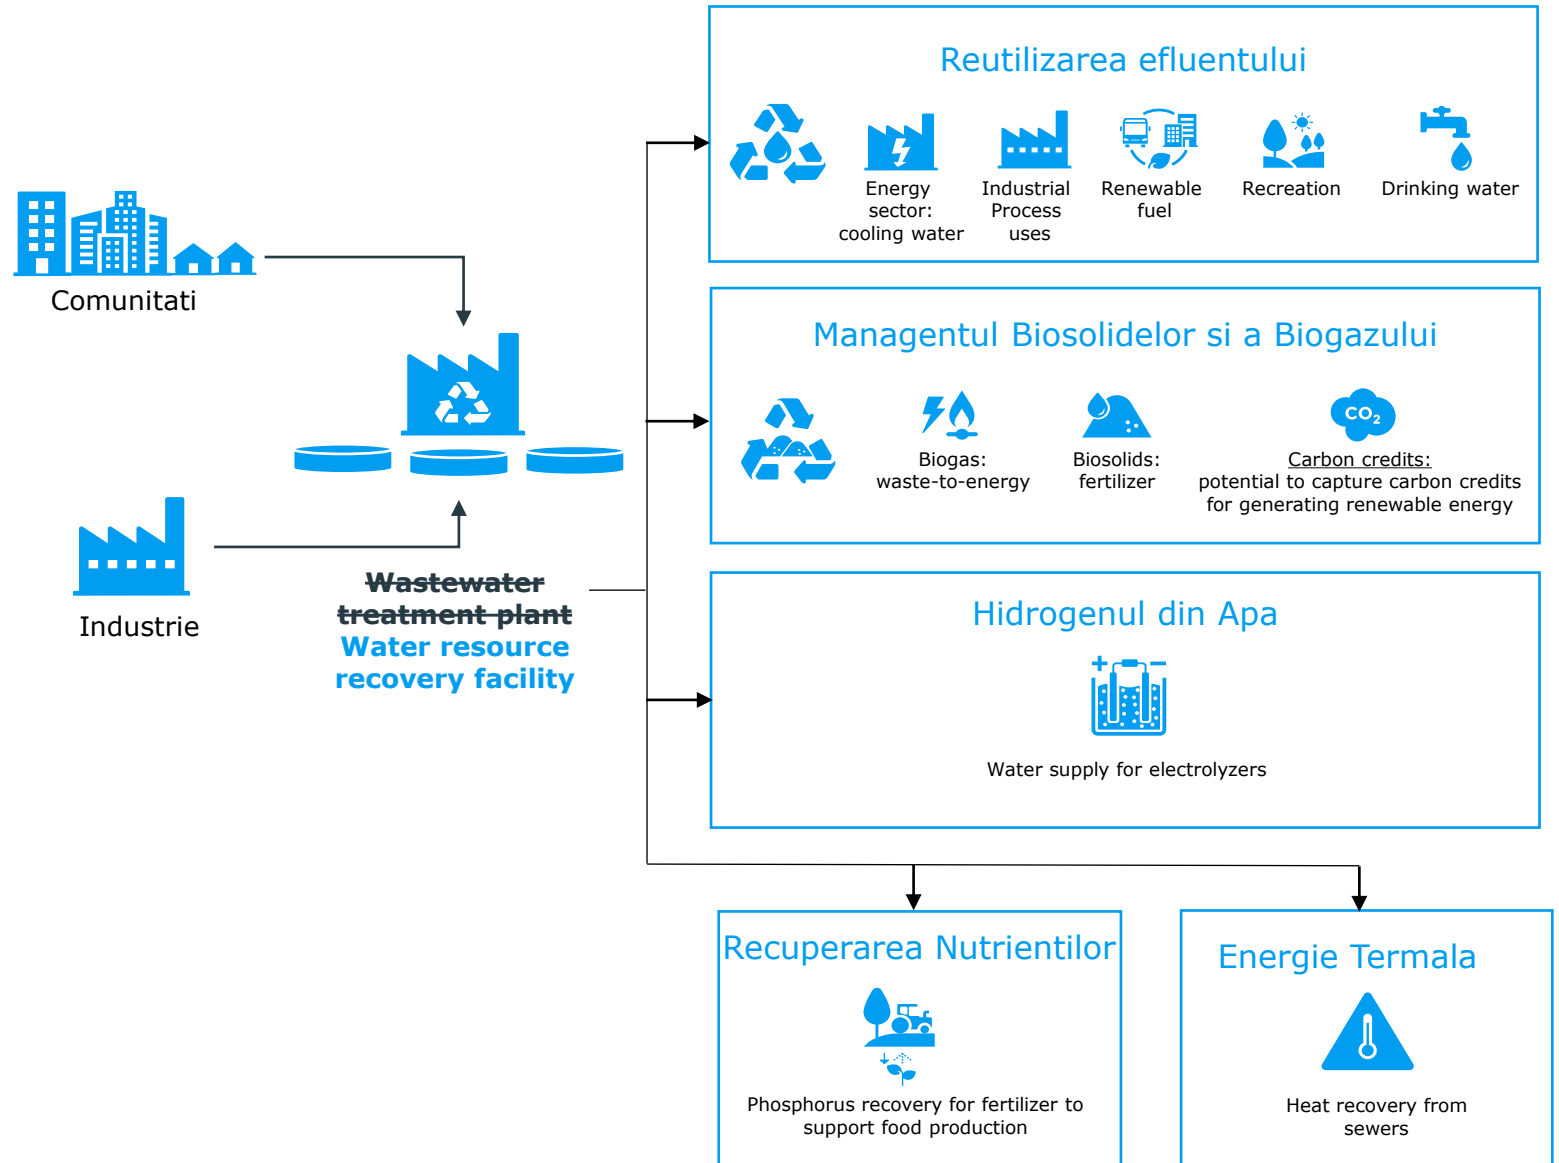 Comunitati
Industrie
Wastewater
treatment plant
Water resource
recovery facility
Reutilizarea efluentului
Energy
sector:
cooling water
Industrial
Process
uses
Renewable
fuel
Recreation
Drinking water
Managentul Biosolidelor si a Biogazului
Biogas:
waste-to-energy
Biosolids:
fertilizer
CO₂
Carbon credits:
potential to capture carbon credits
for generating renewable energy
Hidrogenul din Apa
Water supply for electrolyzers
Recuperarea Nutrientilor
Phosphorus recovery for fertilizer to
support food production
Energie Termala
Heat recovery from
sewers